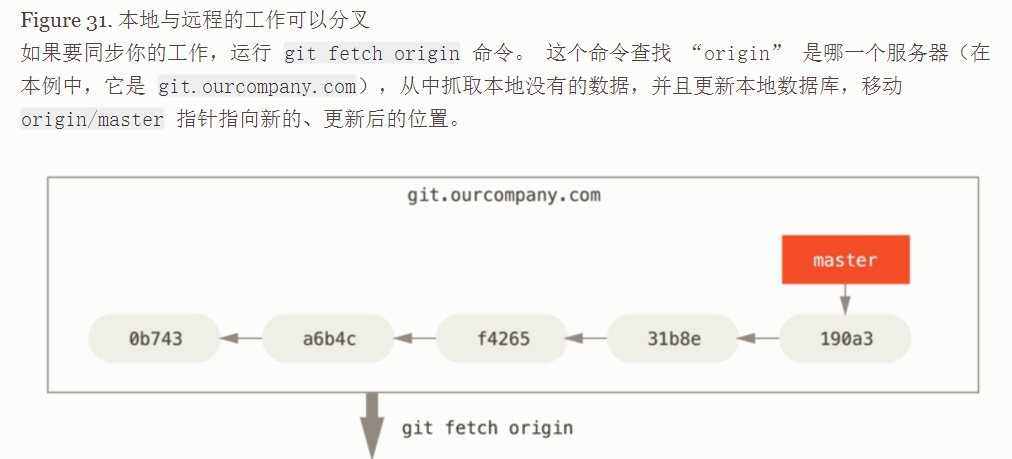 Figure 31. 本地与远程的工作可以分叉
如果要同步你的工作，运行 git fetch origin 命令。 这个命令查找 “origin” 是哪一个服务器（在
本例中，它是 git.ourcompany.com），从中抓取本地没有的数据，并且更新本地数据库，移动
origin/master 指针指向新的、更新后的位置。
git.ourcompany.com
master
0b743 a6b4c f4265 31b8e 190a3
git fetch origin